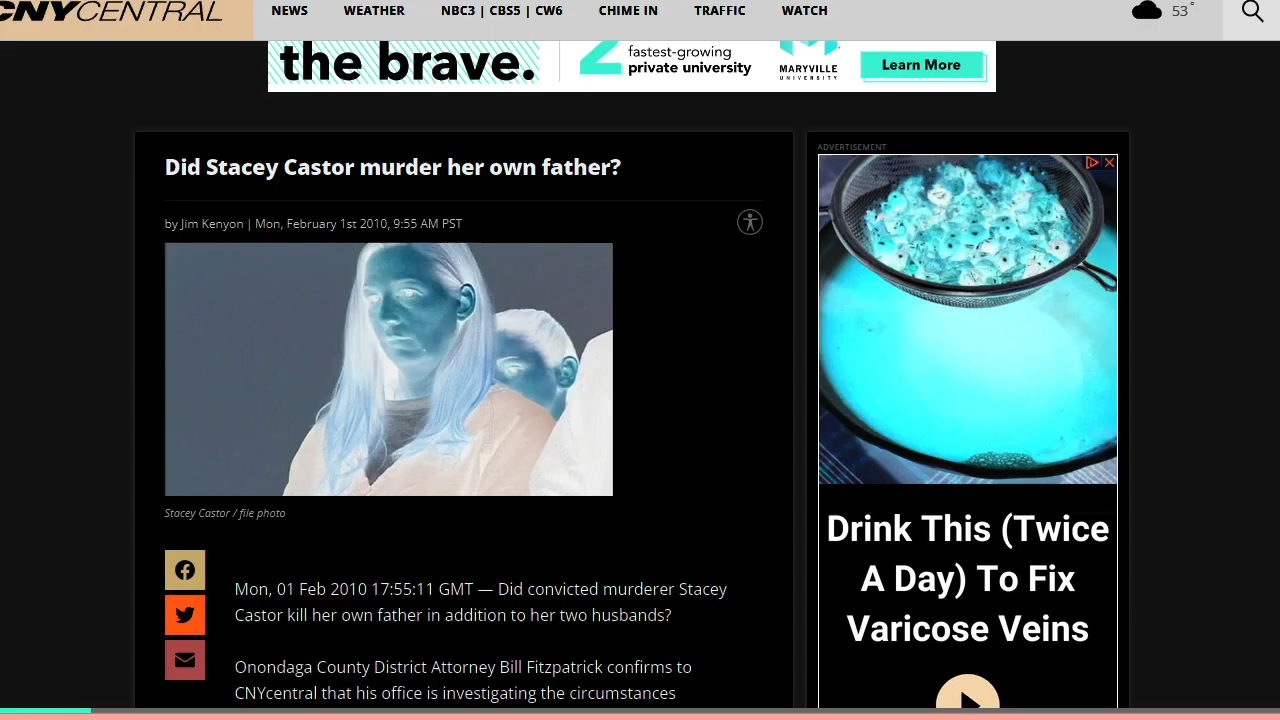 CNYCENTRAL
NEWS WEATHER NBC3 | CBS5 | CW6 CHIME IN TRAFFIC WATCH 53°
the brave.
2 fastest-growing
private university
MARYVILLE
UNIVERSITY
Learn More
Did Stacey Castor murder her own father?
by Jim Kenyon | Mon, February 1st 2010, 9:55 AM PST
Stacey Castor / file photo
Mon, 01 Feb 2010 17:55:11 GMT — Did convicted murderer Stacey
Castor kill her own father in addition to her two husbands?
Onondaga County District Attorney Bill Fitzpatrick confirms to
CNYcentral that his office is investigating the circumstances
ADVERTISEMENT
Drink This (Twice
A Day) To Fix
Varicose Veins